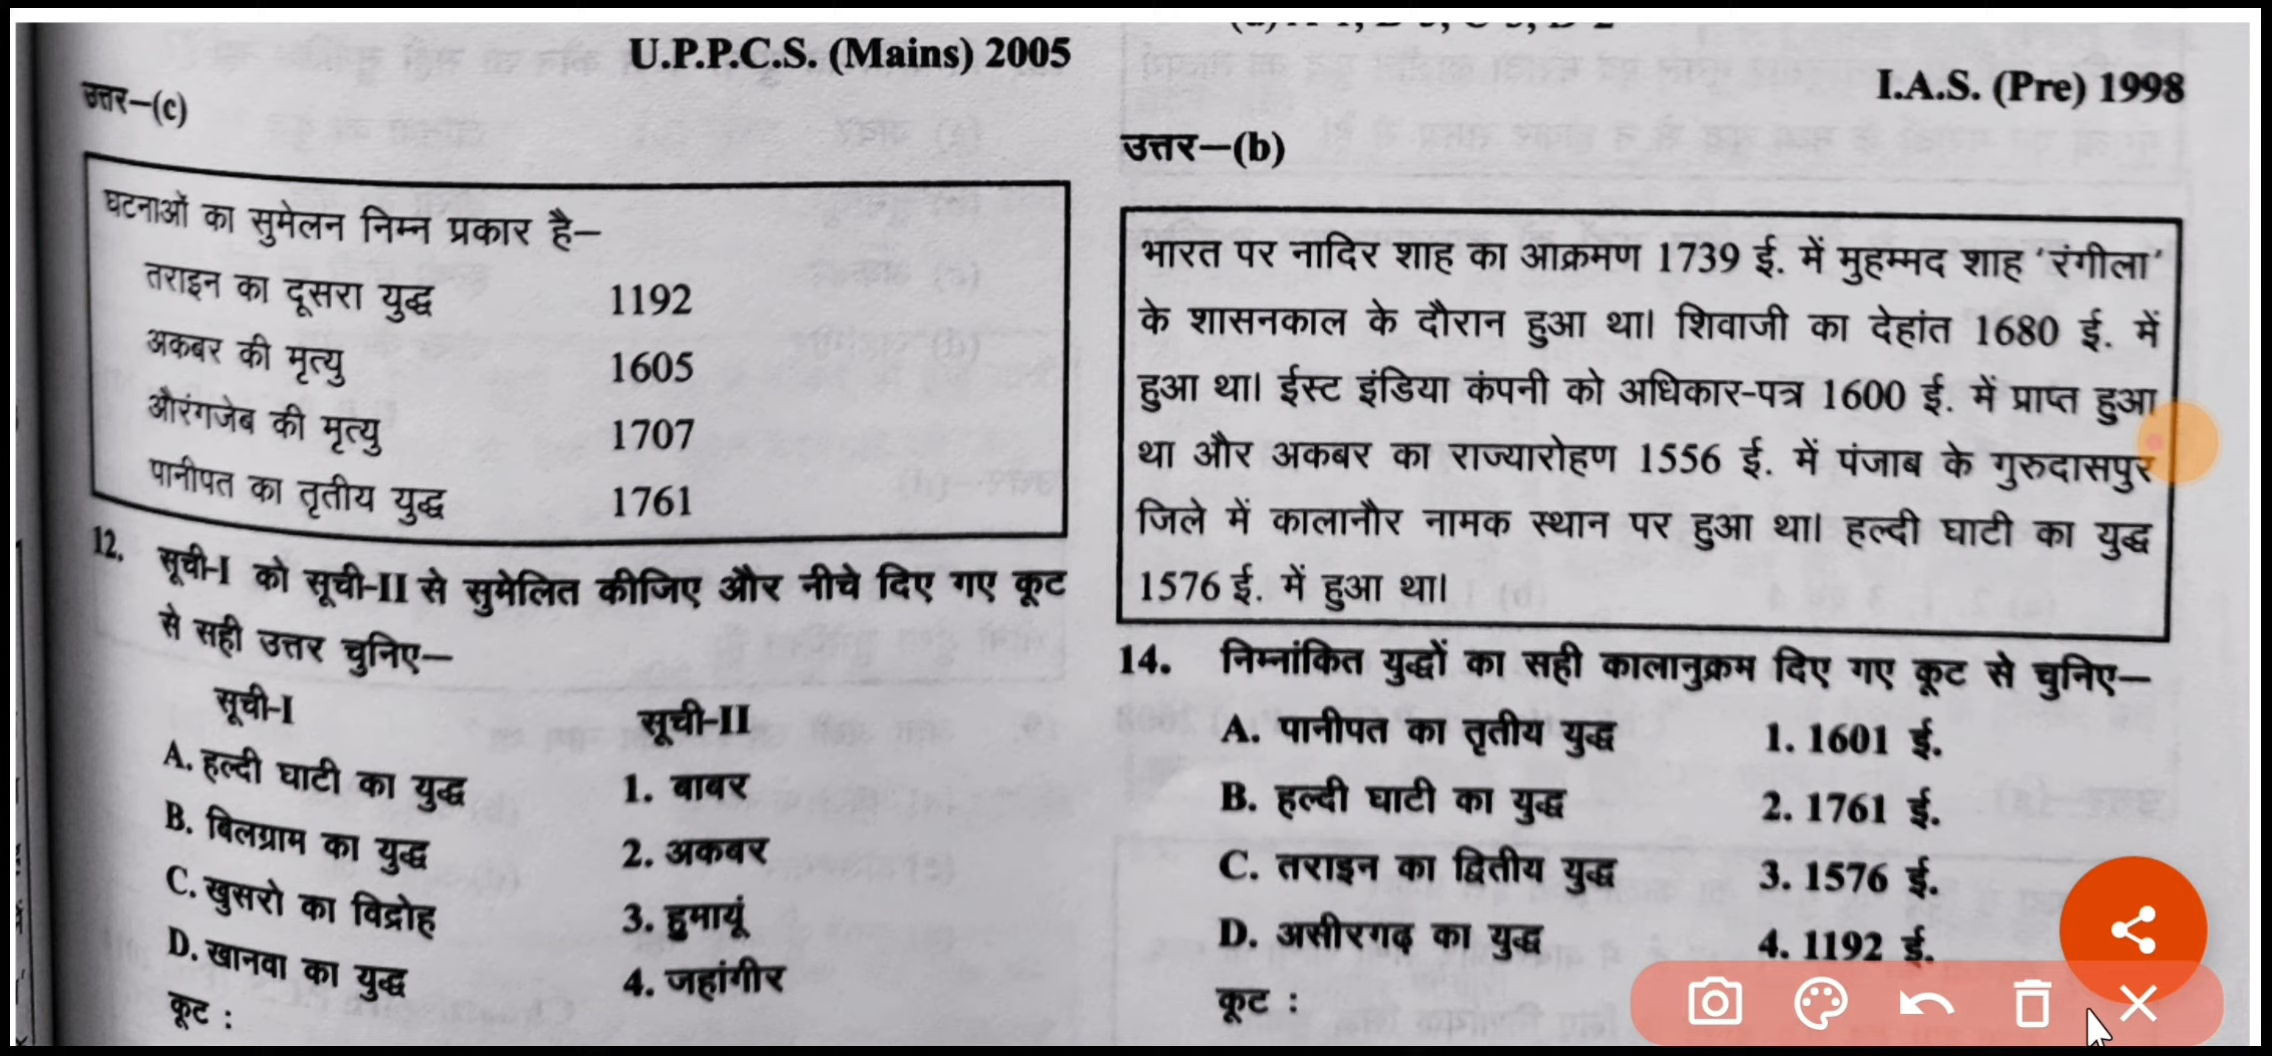 U.P.P.C.S. (Mains) 2005
उत्तर–(c)
घटनाओं का सुमेलन निम्न प्रकार है–
तराइन का दूसरा युद्ध 1192
अकबर की मृत्यु 1605
औरंगजेब की मृत्यु 1707
पानीपत का तृतीय युद्ध 1761
12. सूची-I को सूची-II से सुमेलित कीजिए और नीचे दिए गए कूट
से सही उत्तर चुनिए–
सूची-I सूची-II
A. हल्दी घाटी का युद्ध 1. बाबर
B. बिलग्राम का युद्ध 2. अकबर
C. खुसरो का विद्रोह 3. हुमायूं
D. खानवा का युद्ध 4. जहांगीर
कूट :
I.A.S. (Pre) 1998
उत्तर–(b)
भारत पर नादिर शाह का आक्रमण 1739 ई. में मुहम्मद शाह ‘रंगीला’
के शासनकाल के दौरान हुआ था। शिवाजी का देहांत 1680 ई. में
हुआ था। ईस्ट इंडिया कंपनी को अधिकार-पत्र 1600 ई. में प्राप्त हुआ
था और अकबर का राज्यारोहण 1556 ई. में पंजाब के गुरुदासपुर
जिले में कालानौर नामक स्थान पर हुआ था। हल्दी घाटी का युद्ध
1576 ई. में हुआ था।
14. निम्नांकित युद्धों का सही कालानुक्रम दिए गए कूट से चुनिए–
A. पानीपत का तृतीय युद्ध 1. 1601 ई.
B. हल्दी घाटी का युद्ध 2. 1761 ई.
C. तराइन का द्वितीय युद्ध 3. 1576 ई.
D. असीरगढ़ का युद्ध 4. 1192 ई.
कूट :